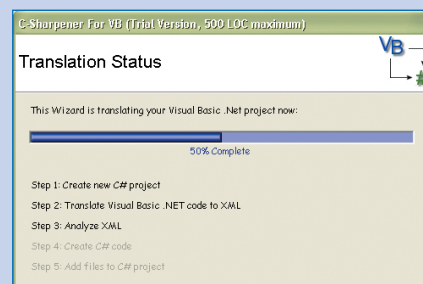 C-Sharpener For VB (Trial Version, 500 LOC maximum)
VB
Translation Status
#
This Wizard is translating your Visual Basic .Net project now:
50% Complete
Step 1: Create new C# project
Step 2: Translate Visual Basic .NET code to XML
Step 3: Analyze XML
Step 4: Create C# code
Step 5: Add files to C# project